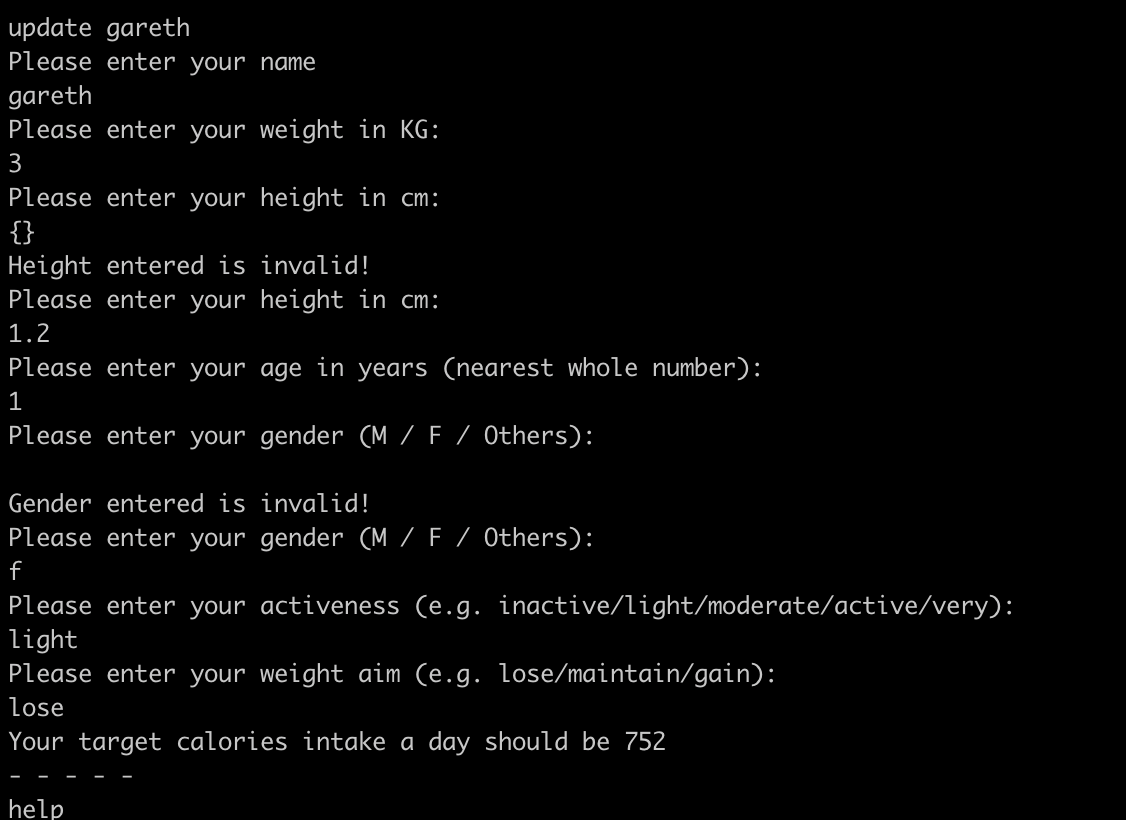 update gareth
Please enter your name
gareth
Please enter your weight in KG:
3
Please enter your height in cm:
{}
Height entered is invalid!
Please enter your height in cm:
1.2
Please enter your age in years (nearest whole number):
1
Please enter your gender (M / F / Others):
Gender entered is invalid!
Please enter your gender (M / F / Others):
f
Please enter your activeness (e.g. inactive/light/moderate/active/very):
light
Please enter your weight aim (e.g. lose/maintain/gain):
lose
Your target calories intake a day should be 752
- - - - -
help